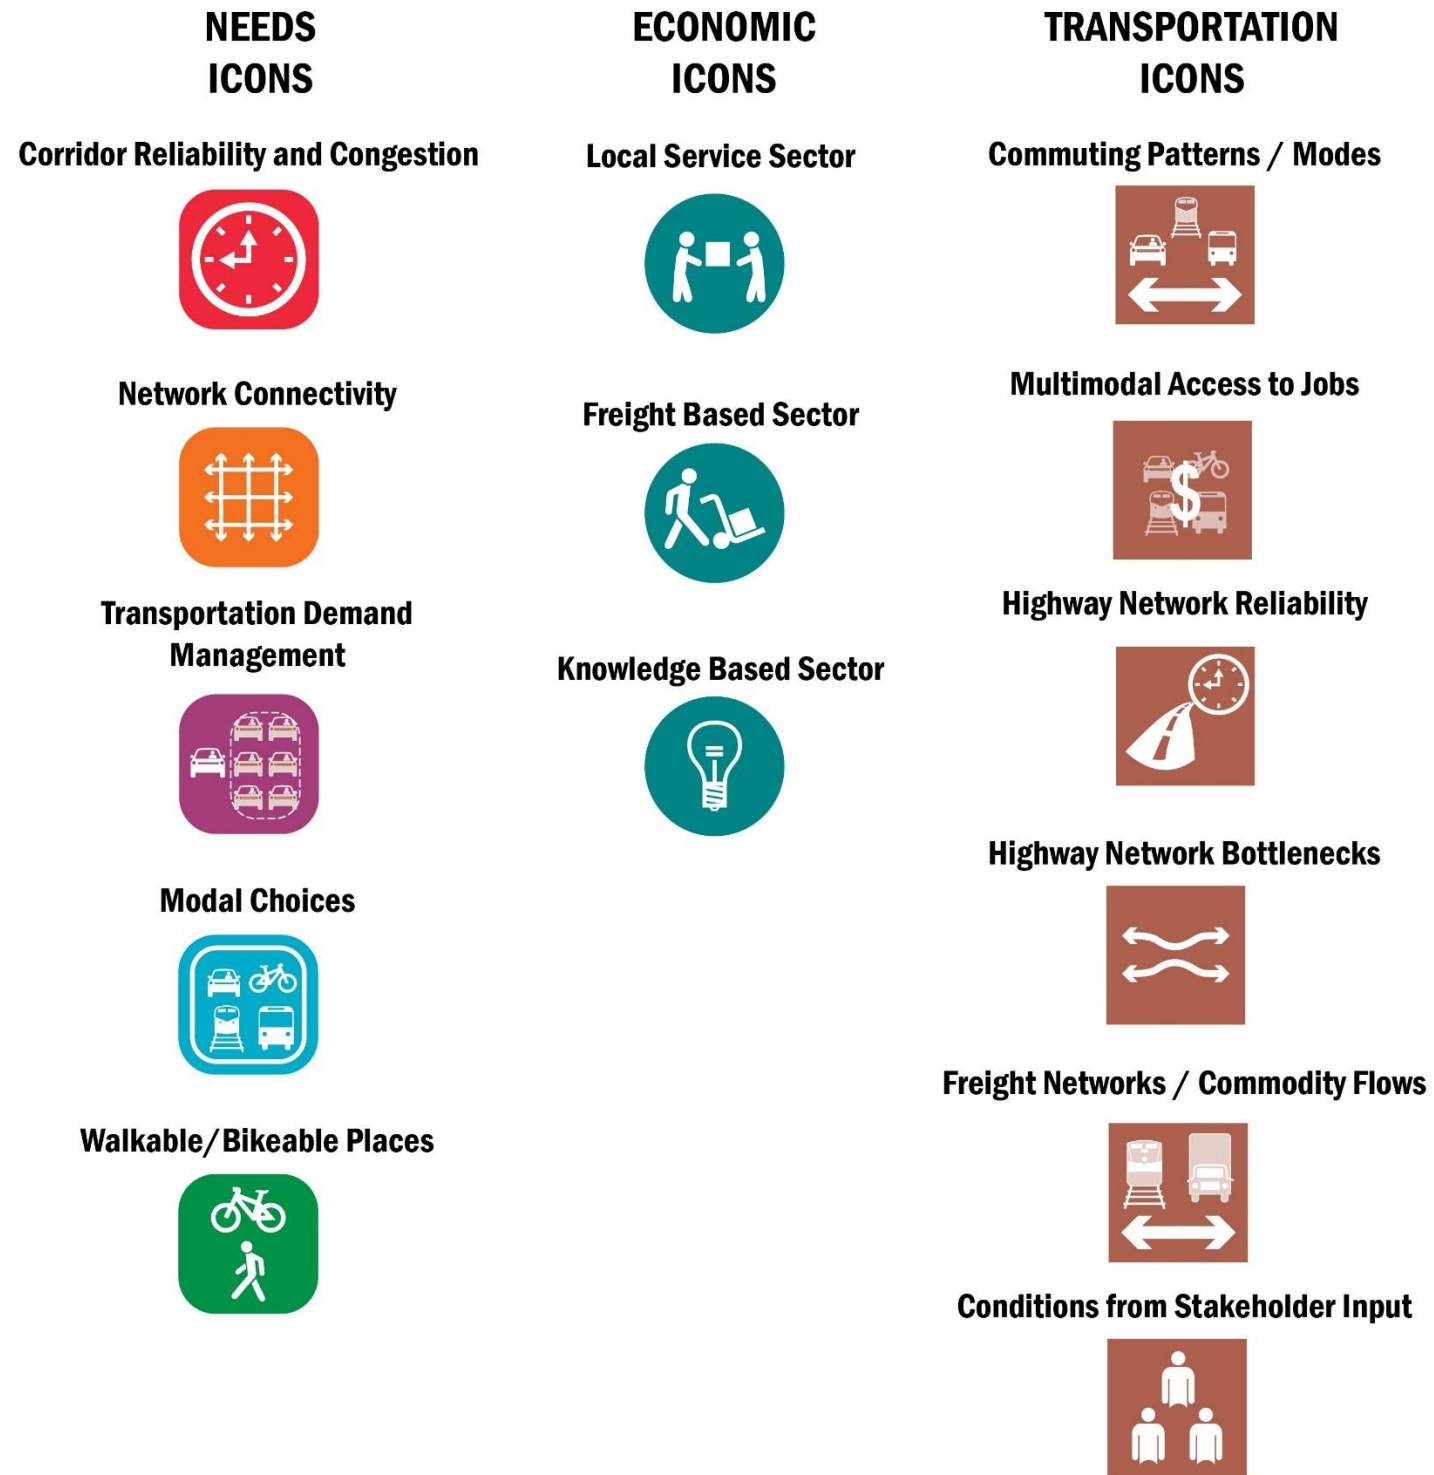 NEEDS
ICONS
Corridor Reliability and Congestion
Network Connectivity
Transportation Demand
Management
Modal Choices
Walkable/Bikeable Places
ECONOMIC
ICONS
Local Service Sector
Freight Based Sector
Knowledge Based Sector
TRANSPORTATION
ICONS
Commuting Patterns / Modes
Multimodal Access to Jobs
$
Highway Network Reliability
Highway Network Bottlenecks
Freight Networks / Commodity Flows
Conditions from Stakeholder Input